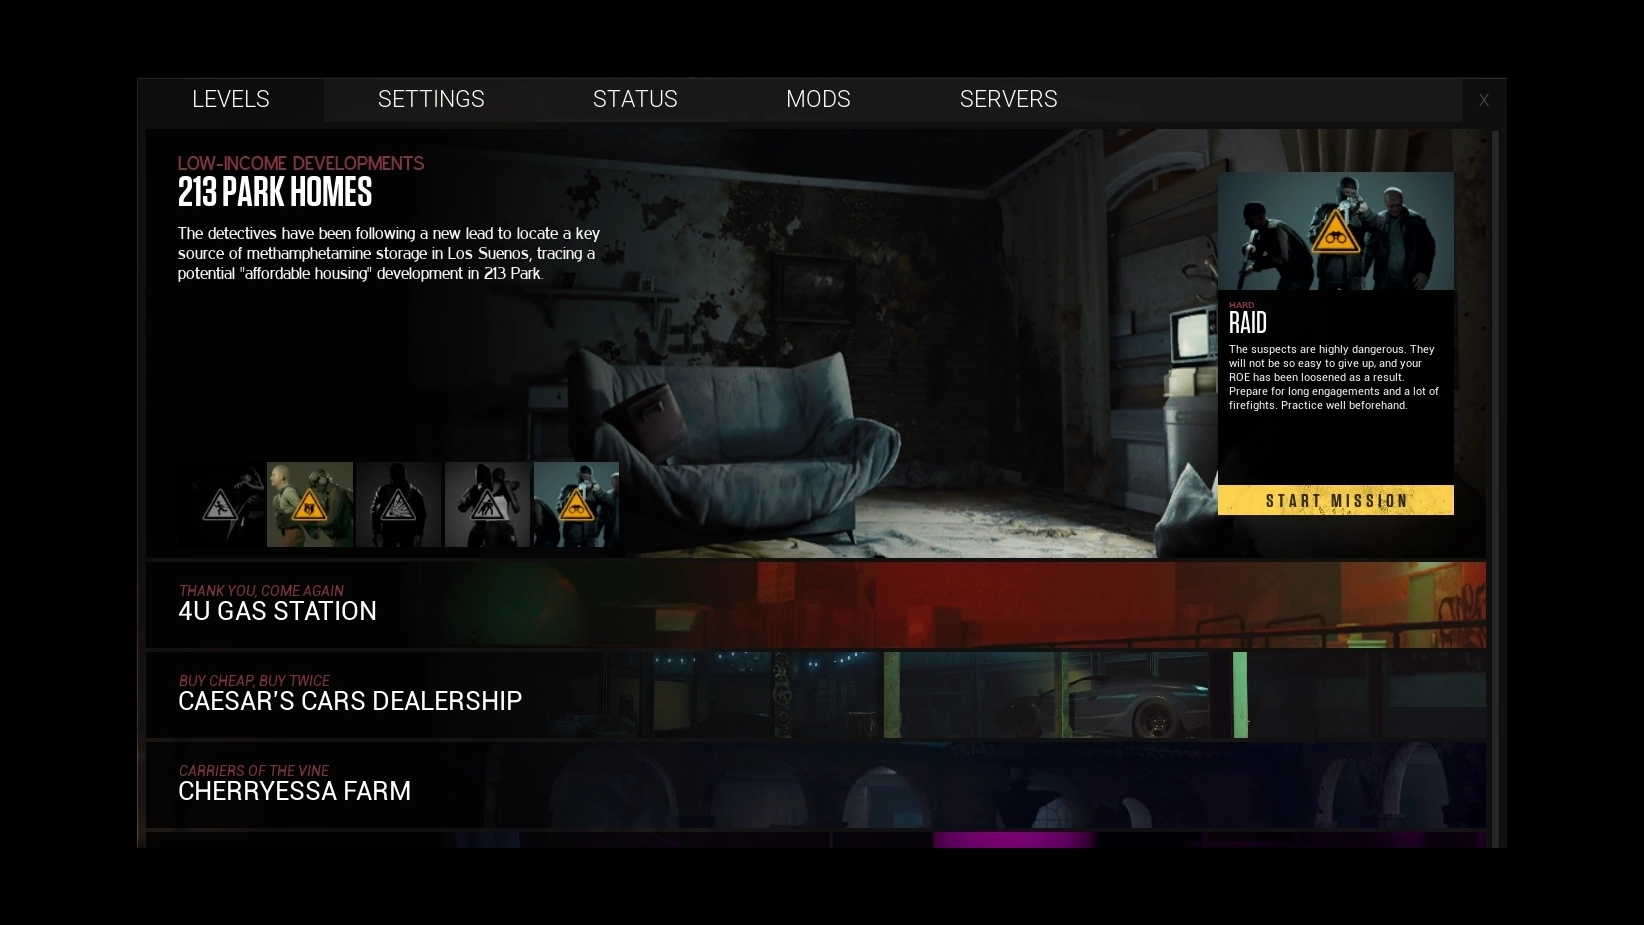 LEVELS SETTINGS STATUS MODS SERVERS X
LOW-INCOME DEVELOPMENTS
213 PARK HOMES
The detectives have been following a new lead to locate a key
source of methamphetamine storage in Los Suenos, tracing a
potential "affordable housing" development in 213 Park.
HARD
RAID
The suspects are highly dangerous. They
will not be so easy to give up, and your
ROE has been loosened as a result.
Prepare for long engagements and a lot of
firefights. Practice well beforehand.
START MISSION
THANK YOU, COME AGAIN
4U GAS STATION
BUY CHEAP, BUY TWICE
CAESAR'S CARS DEALERSHIP
CARRIERS OF THE VINE
CHERRYESSA FARM